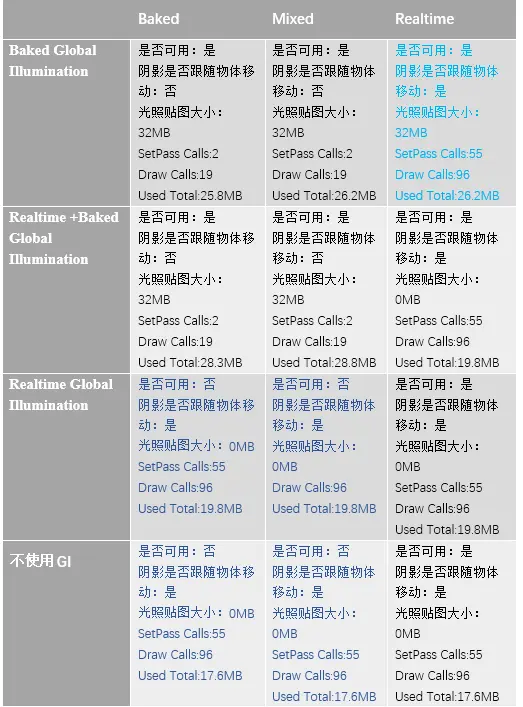 Baked Mixed Realtime
Baked Global
Illumination
是否可用：是
阴影是否跟随物体移
动：否
光照贴图大小：
32MB
SetPass Calls:2
Draw Calls:19
Used Total:25.8MB
是否可用：是
阴影是否跟随物体
移动：否
光照贴图大小：
32MB
SetPass Calls:2
Draw Calls:19
Used Total:26.2MB
是否可用：是
阴影是否跟随物体
移动：是
光照贴图大小：
32MB
SetPass Calls:55
Draw Calls:96
Used Total:26.2MB
Realtime +Baked
Global
Illumination
是否可用：是
阴影是否跟随物体移
动：否
光照贴图大小：
32MB
SetPass Calls:2
Draw Calls:19
Used Total:28.3MB
是否可用：是
阴影是否跟随物体
移动：否
光照贴图大小：
32MB
SetPass Calls:2
Draw Calls:19
Used Total:28.8MB
是否可用：是
阴影是否跟随物体
移动：是
光照贴图大小：
0MB
SetPass Calls:55
Draw Calls:96
Used Total:19.8MB
Realtime Global
Illumination
是否可用：否
阴影是否跟随物体移
动：是
光照贴图大小：0MB
SetPass Calls:55
Draw Calls:96
Used Total:19.8MB
是否可用：否
阴影是否跟随物体
移动：是
光照贴图大小：
0MB
Draw Calls:96
Used Total:19.8MB
是否可用：是
阴影是否跟随物体
移动：是
光照贴图大小：
0MB
SetPass Calls:55
Draw Calls:96
Used Total:19.8MB
不使用 GI
是否可用：否
阴影是否跟随物体移
动：是
光照贴图大小：0MB
SetPass Calls:55
Draw Calls:96
Used Total:17.6MB
是否可用：否
阴影是否跟随物体
移动：是
光照贴图大小：
0MB
SetPass Calls:55
Draw Calls:96
Used Total:17.6MB
是否可用：是
阴影是否跟随物体
移动：是
光照贴图大小：
0MB
SetPass Calls:55
Draw Calls:96
Used Total:17.6MB